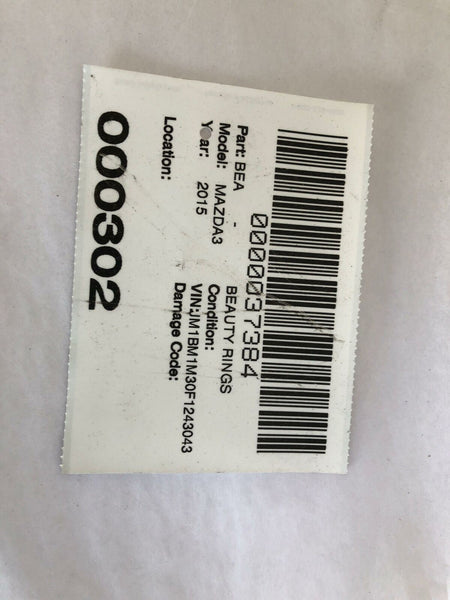 0000037384
Part: BEA - BEAUTY RINGS
Model: MAZDA3 Condition:
Year: 2015 VIN:JM1BM1M30F1243043
Damage Code:
Location:
000302